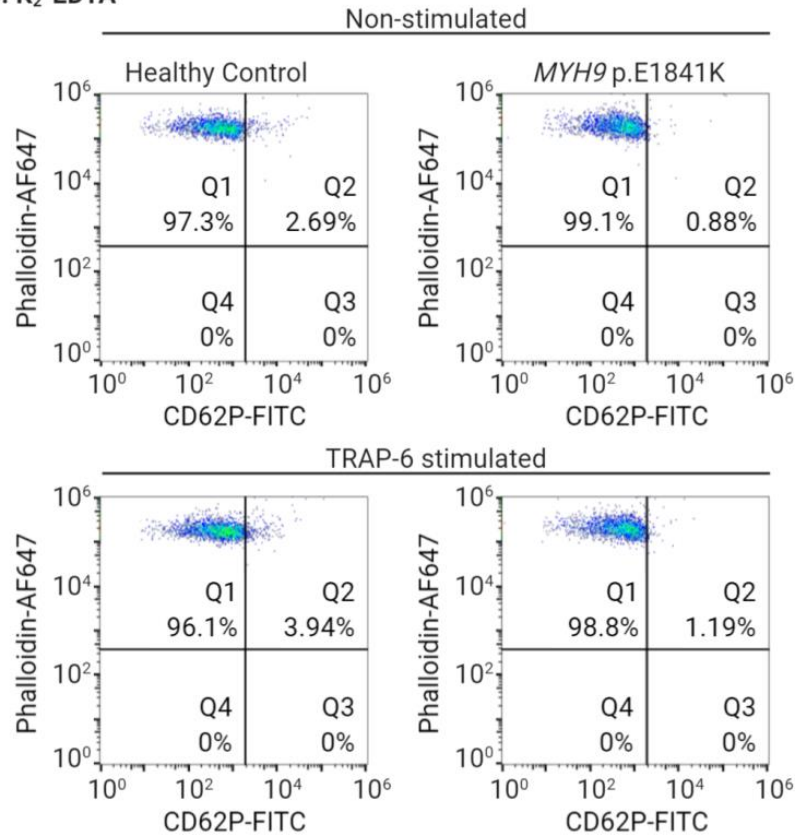 K₂-EDTA
Non-stimulated
Healthy Control MYH9 p.E1841K
Phalloidin-AF647
10⁶
10⁴
10²
10⁰
Q1 Q2
97.3% 2.69%
Q4 Q3
0% 0%
10⁰ 10² 10⁴ 10⁶
CD62P-FITC
Phalloidin-AF647
10⁶
10⁴
10²
10⁰
Q1 Q2
99.1% 0.88%
Q4 Q3
0% 0%
10⁰ 10² 10⁴ 10⁶
CD62P-FITC
TRAP-6 stimulated
Phalloidin-AF647
10⁶
10⁴
10²
10⁰
Q1 Q2
96.1% 3.94%
Q4 Q3
0% 0%
10⁰ 10² 10⁴ 10⁶
CD62P-FITC
Phalloidin-AF647
10⁶
10⁴
10²
10⁰
Q1 Q2
98.8% 1.19%
Q4 Q3
0% 0%
10⁰ 10² 10⁴ 10⁶
CD62P-FITC